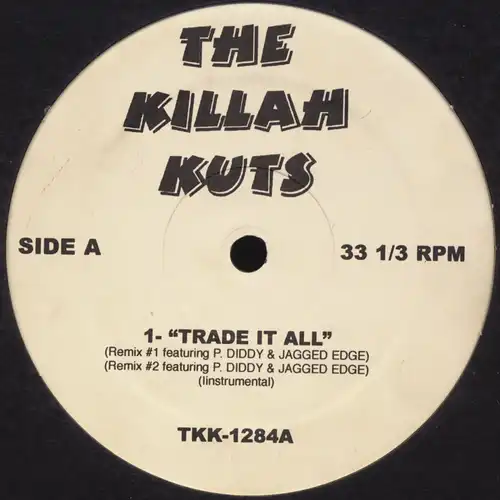 THE
KILLAH
KUTS
SIDE A
33 1/3 RPM
1- “TRADE IT ALL”
(Remix #1 featuring P. DIDDY & JAGGED EDGE)
(Remix #2 featuring P. DIDDY & JAGGED EDGE)
(Iinstrumental)
TKK-1284A